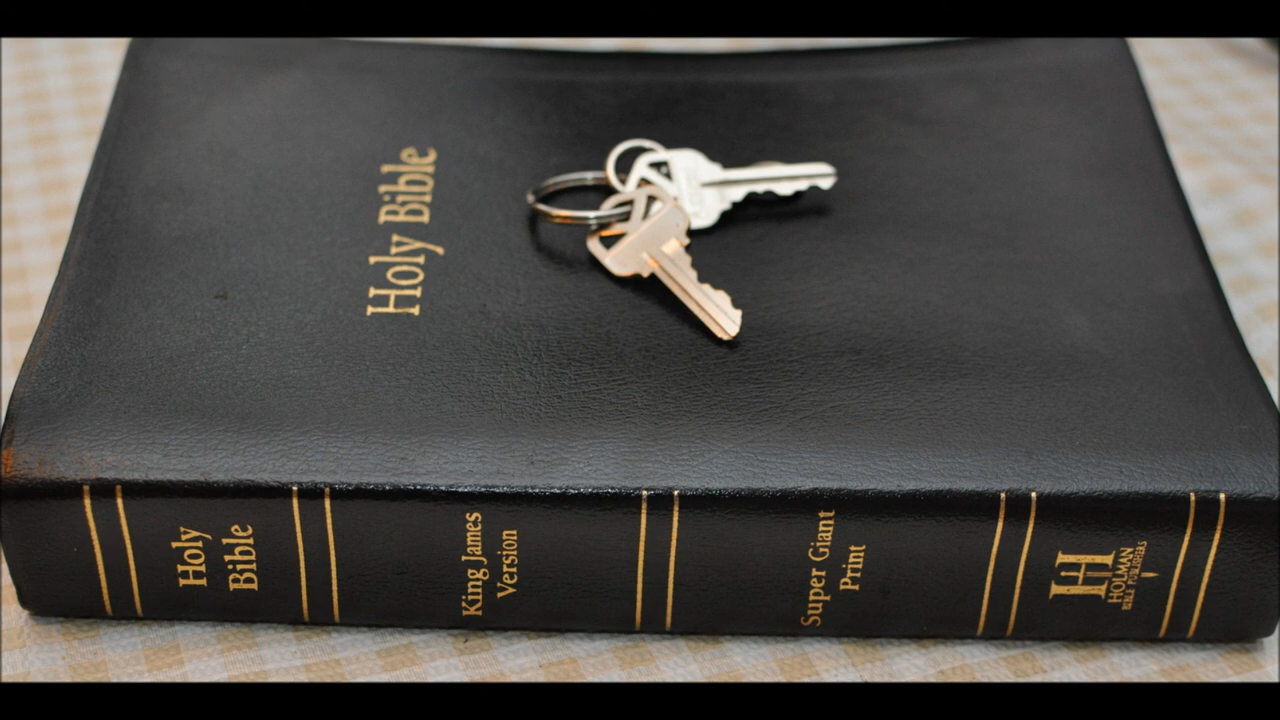 Holy Bible
Holy
Bible
King James
Version
Super Giant
Print
HOLMAN
BIBLE PUBLISHERS